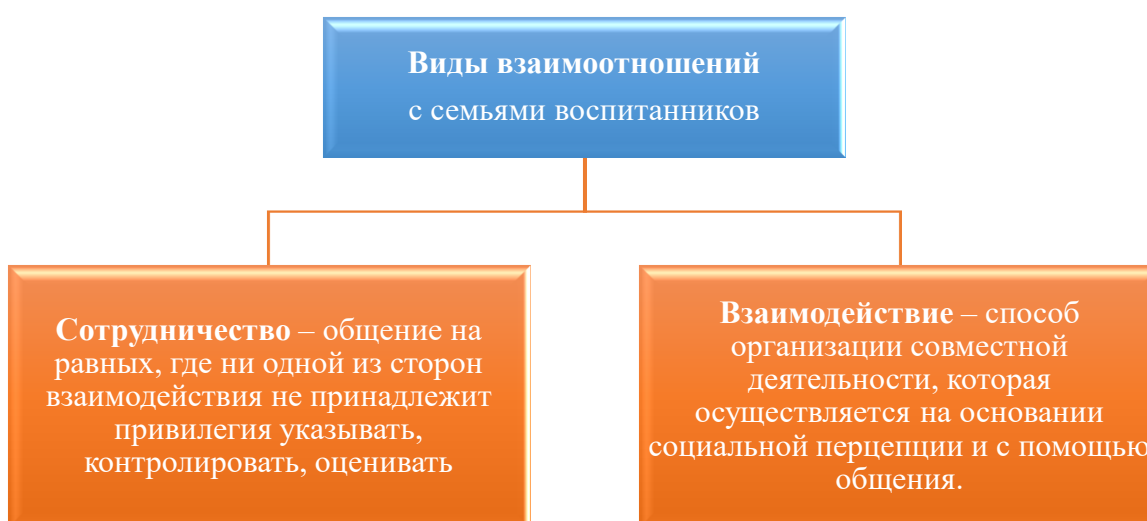 Виды взаимоотношений
с семьями воспитанников
Сотрудничество – общение на
равных, где ни одной из сторон
взаимодействия не принадлежит
привилегия указывать,
контролировать, оценивать
Взаимодействие – способ
организации совместной
деятельности, которая
осуществляется на основании
социальной перцепции и с помощью
общения.